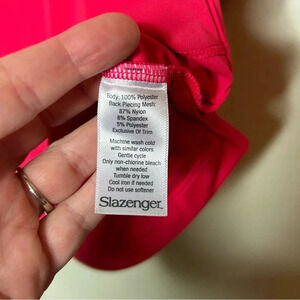 Body: 100% Polyester
Back Piecing Mesh:
87% Nylon
8% Spandex
5% Polyester
Exclusive Of Trim
Machine wash cold
with similar colors
Gentle cycle
Only non-chlorine bleach
when needed
Tumble dry low
Cool iron if needed
Do not use softener
Slazenger